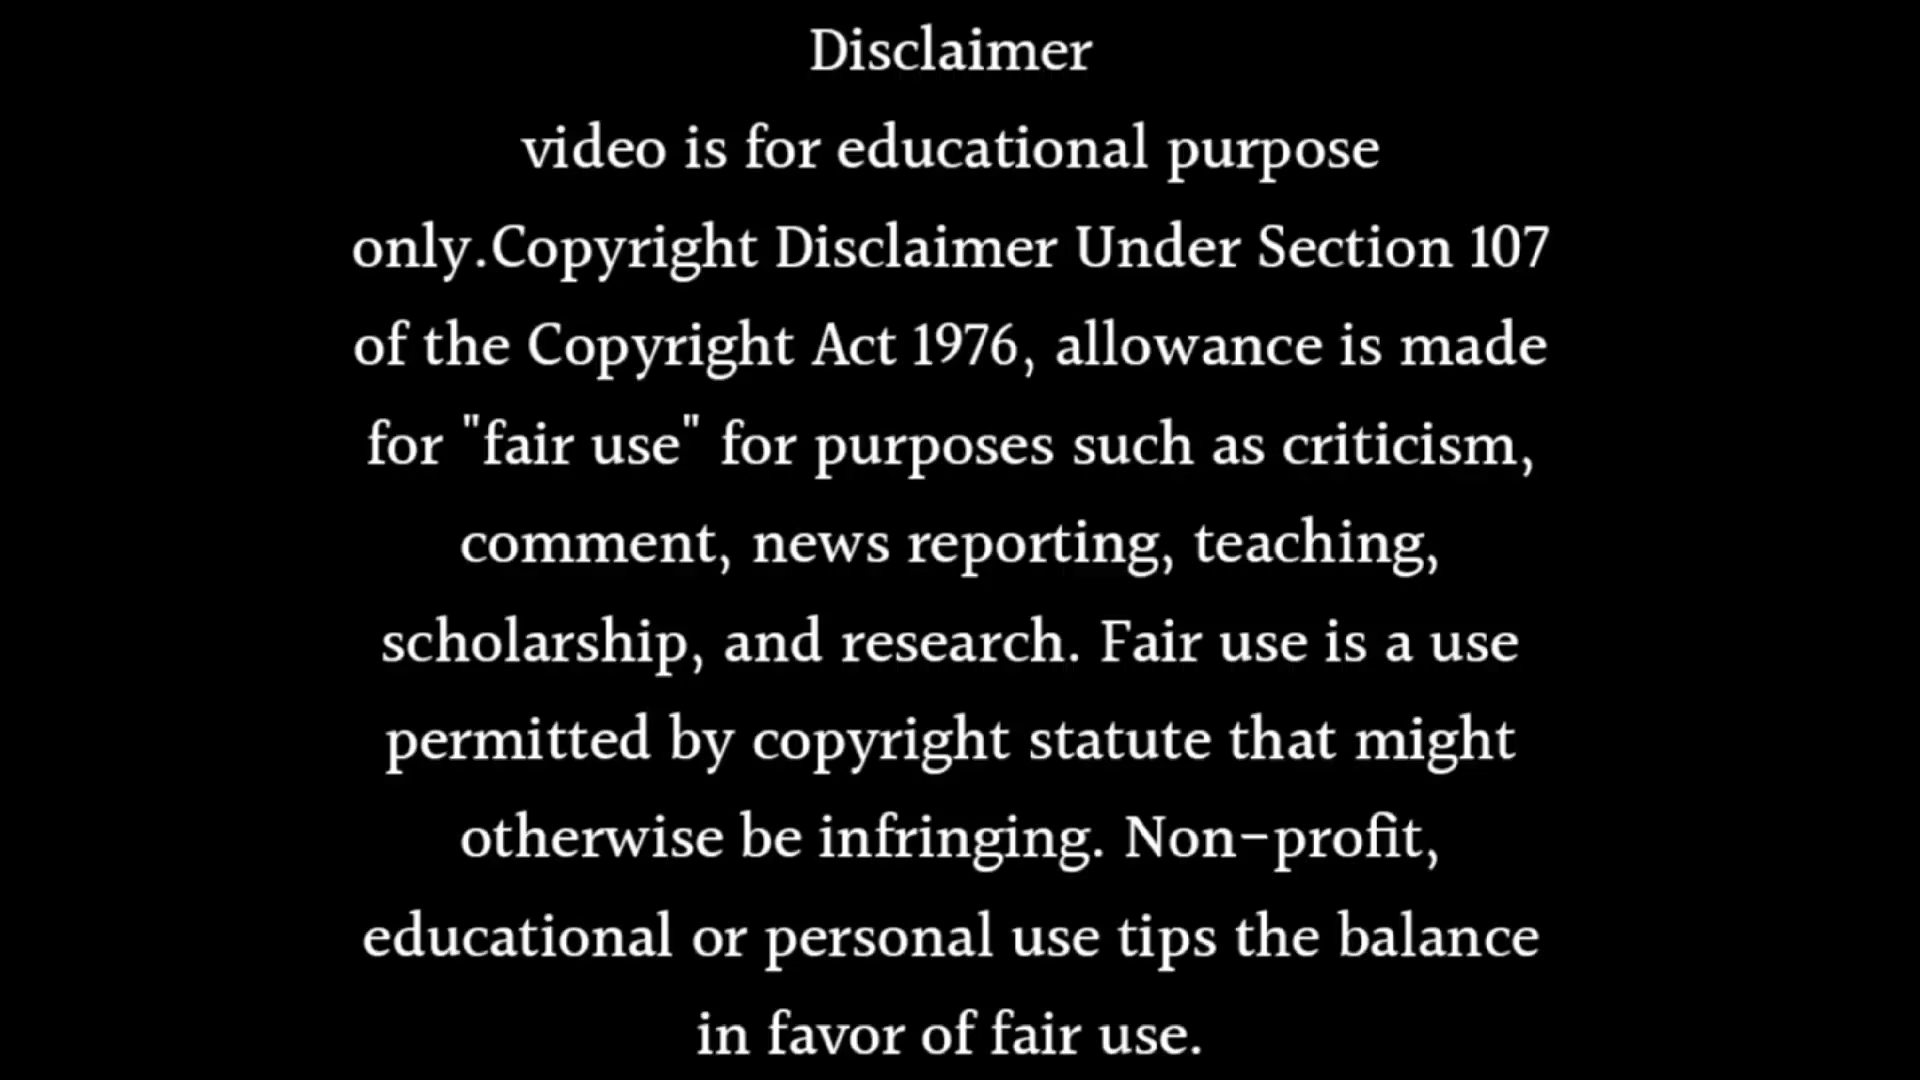 Disclaimer
video is for educational purpose
only.Copyright Disclaimer Under Section 107
of the Copyright Act 1976, allowance is made
for "fair use" for purposes such as criticism,
comment, news reporting, teaching,
scholarship, and research. Fair use is a use
permitted by copyright statute that might
otherwise be infringing. Non-profit,
educational or personal use tips the balance
in favor of fair use.